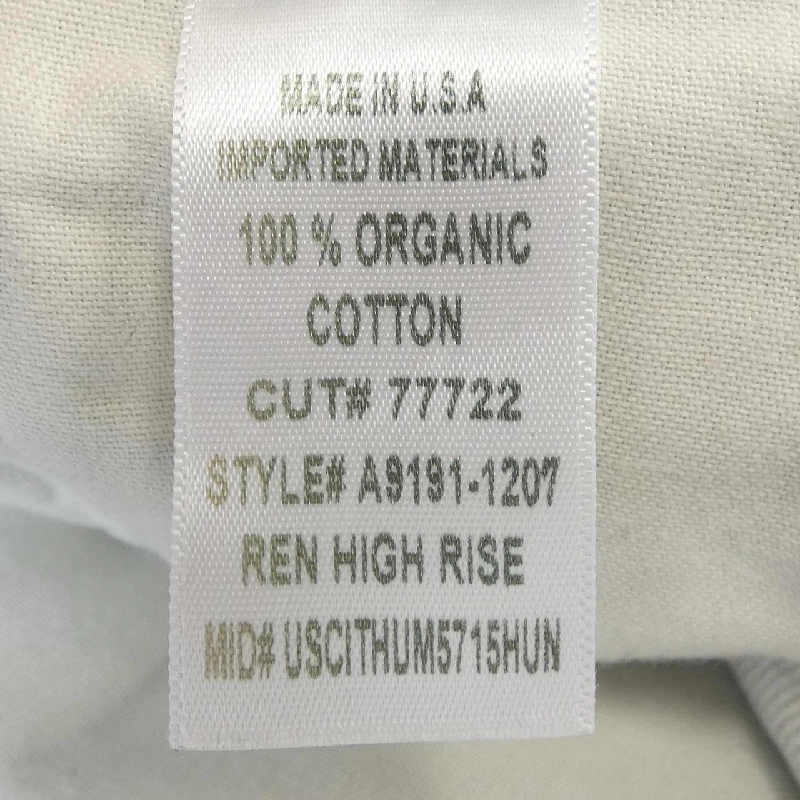 MADE IN U.S.A
IMPORTED MATERIALS
100 % ORGANIC
COTTON
CUT# 77722
STYLE# A9191-1207
REN HIGH RISE
MID# USCITHUM5715HUN